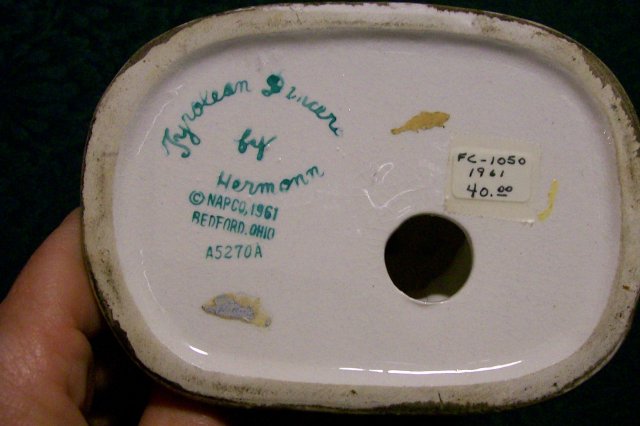 Tyrolean Dancers
by
Hermann
© NAPCO, 1961
BEDFORD, OHIO
A5270A
FC-1050
1961
40.00